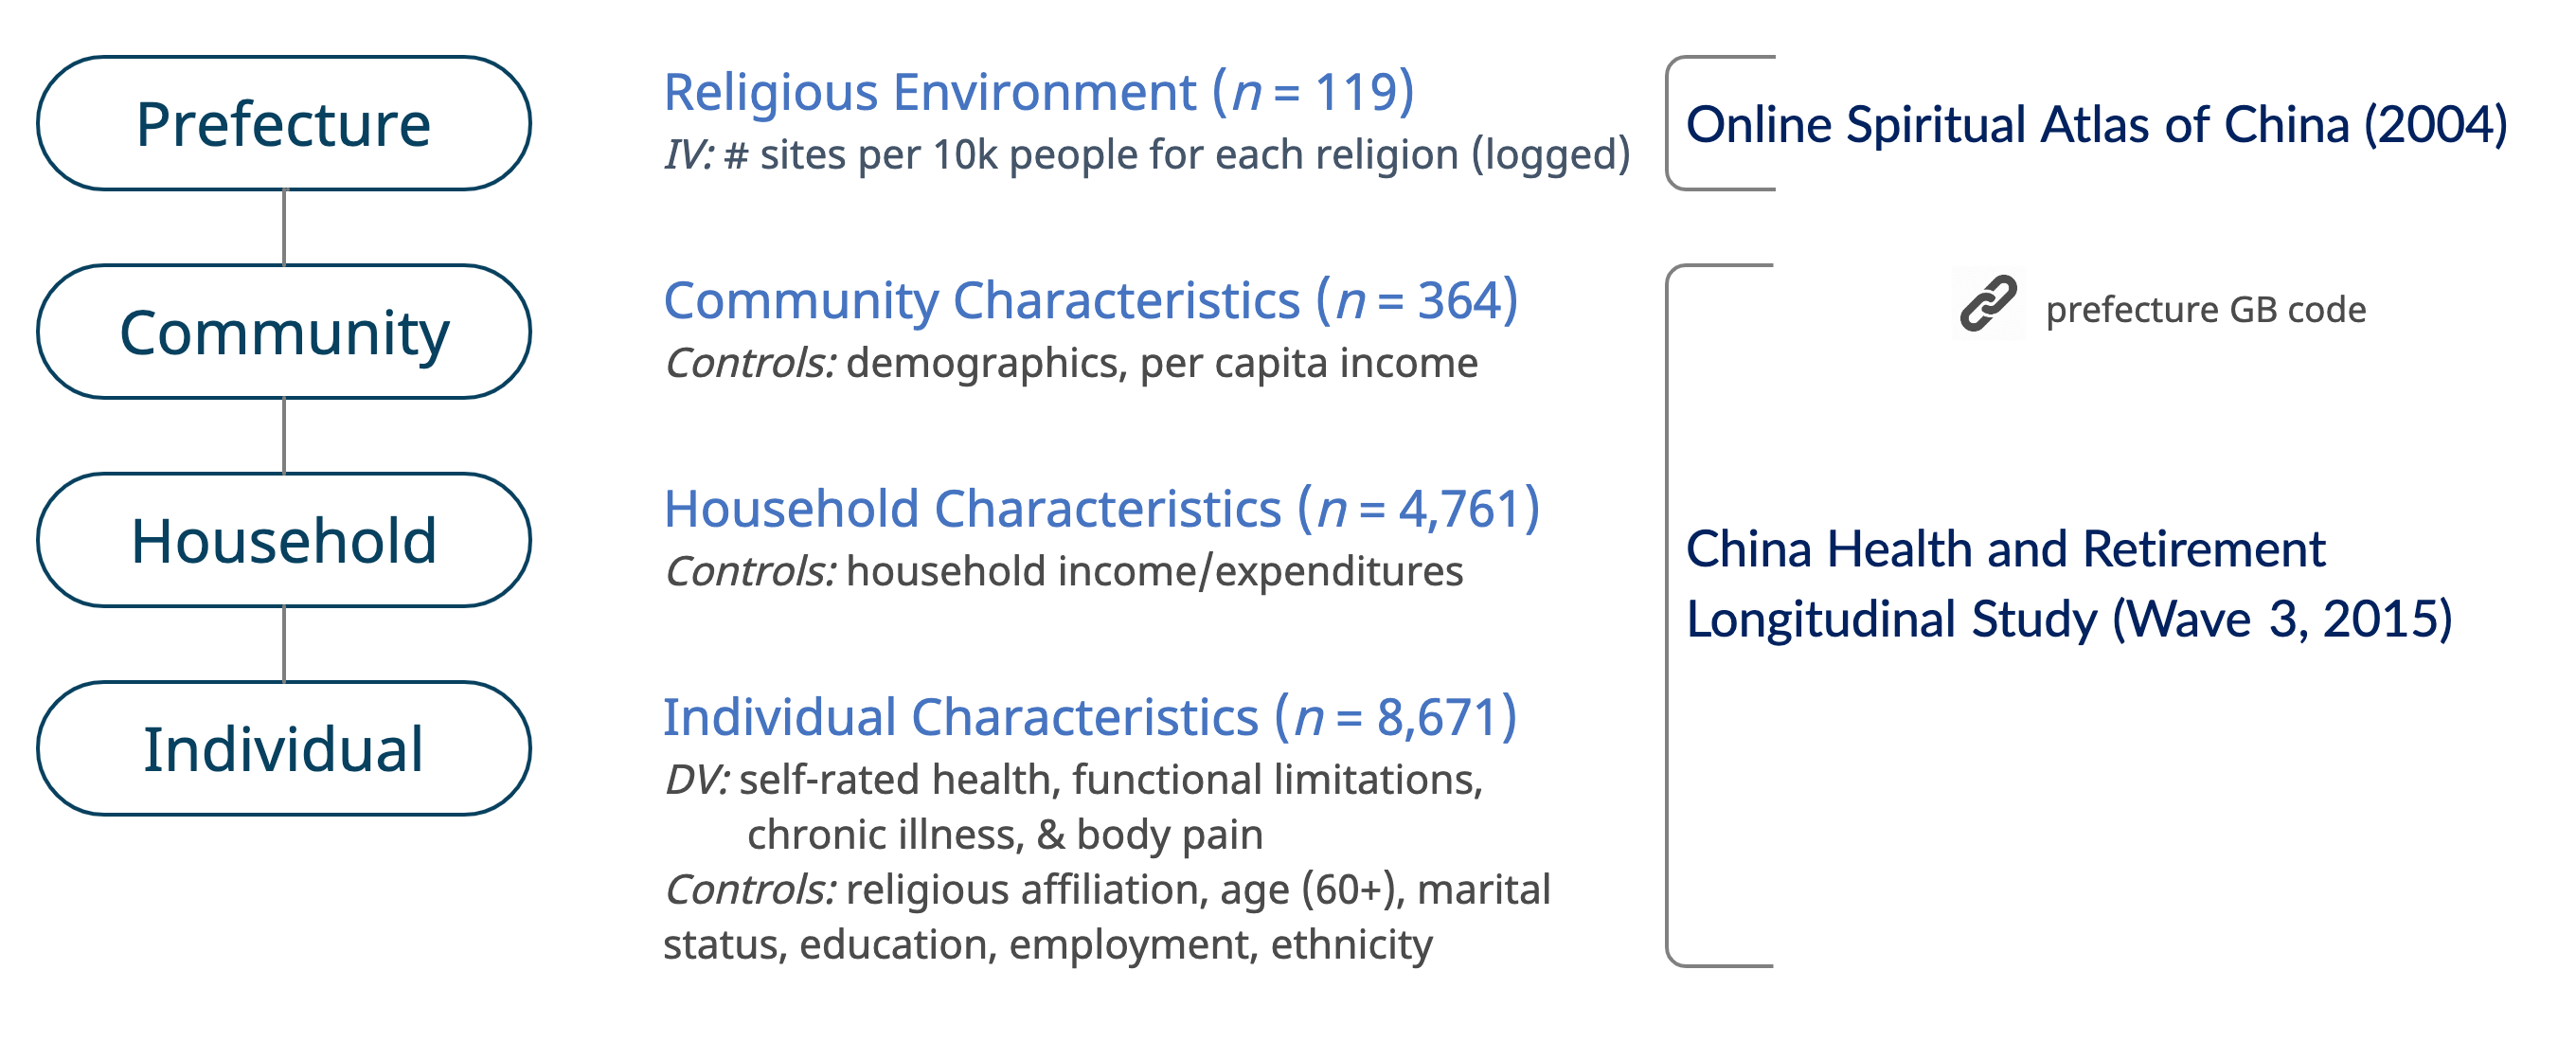 Prefecture
Religious Environment (n = 119)
IV: # sites per 10k people for each religion (logged)
Online Spiritual Atlas of China (2004)
Community
Community Characteristics (n = 364)
Controls: demographics, per capita income
prefecture GB code
Household
Household Characteristics (n = 4,761)
Controls: household income/expenditures
China Health and Retirement
Longitudinal Study (Wave 3, 2015)
Individual
Individual Characteristics (n = 8,671)
DV: self-rated health, functional limitations,
chronic illness, & body pain
Controls: religious affiliation, age (60+), marital
status, education, employment, ethnicity